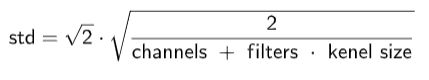 std = √2 · √(2 / (channels + filters · kenel size))